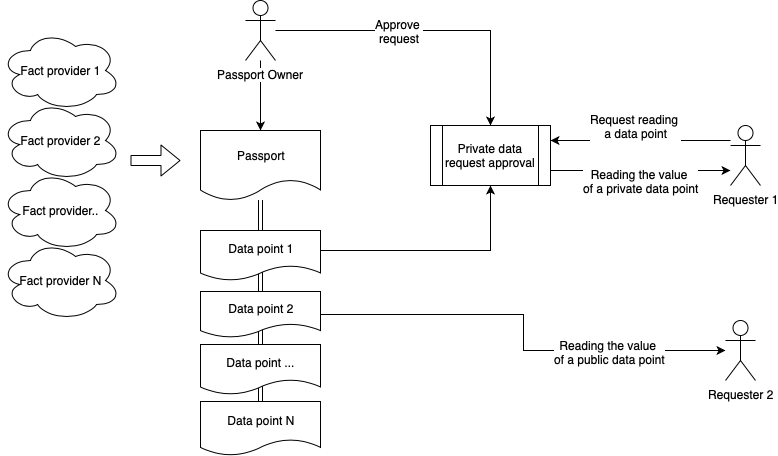 Approve
request
Fact provider 1
Passport Owner
Fact provider 2
Passport
Private data
request approval
Request reading
a data point
Reading the value
of a private data point
Requester 1
Fact provider..
Data point 1
Fact provider N
Data point 2
Reading the value
of a public data point
Data point ...
Requester 2
Data point N